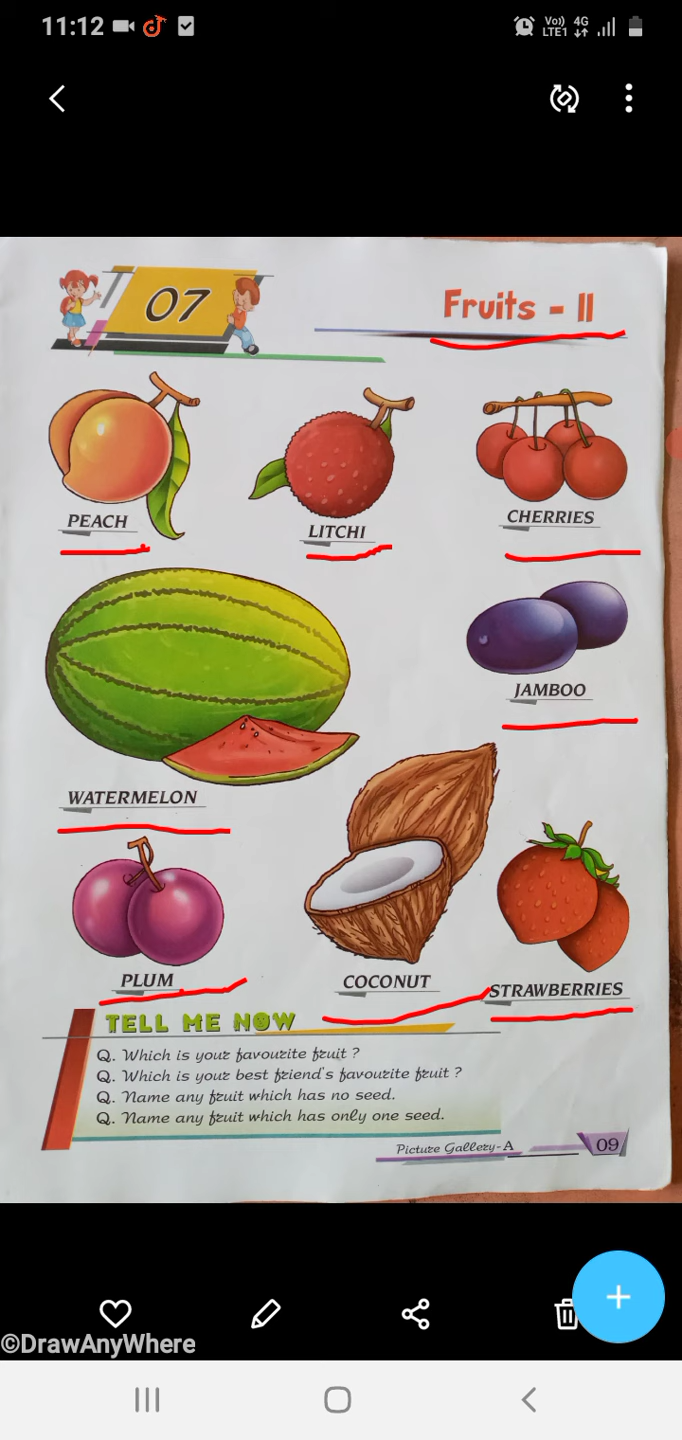 11:12
Vo)) 4G
LTE1
07
Fruits - II
PEACH
LITCHI
CHERRIES
JAMBOO
WATERMELON
PLUM
COCONUT
STRAWBERRIES
TELL ME NOW
Q. Which is your favourite fruit ?
Q. Which is your best friend's favourite fruit ?
Q. Name any fruit which has no seed.
Q. Name any fruit which has only one seed.
Picture Gallery-A
09
©DrawAnyWhere